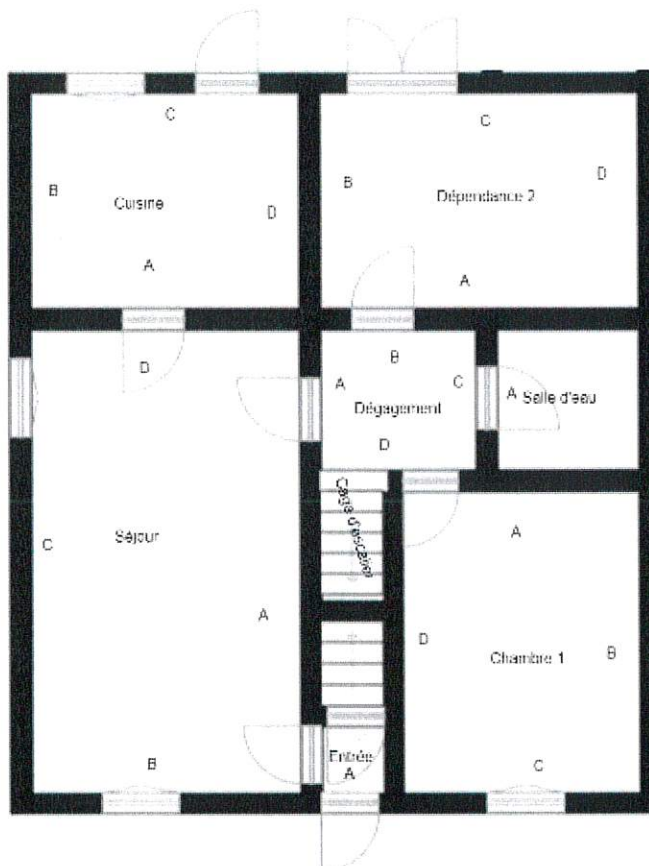 C
C
B
D
B
Cuisine
Dépendance 2
D
A
A
B
D
A
C
A
Dégagement
Salle d'eau
D
Cage d'escalier
A
C
Séjour
A
D
B
Chambre 1
B
Entrée
C
A